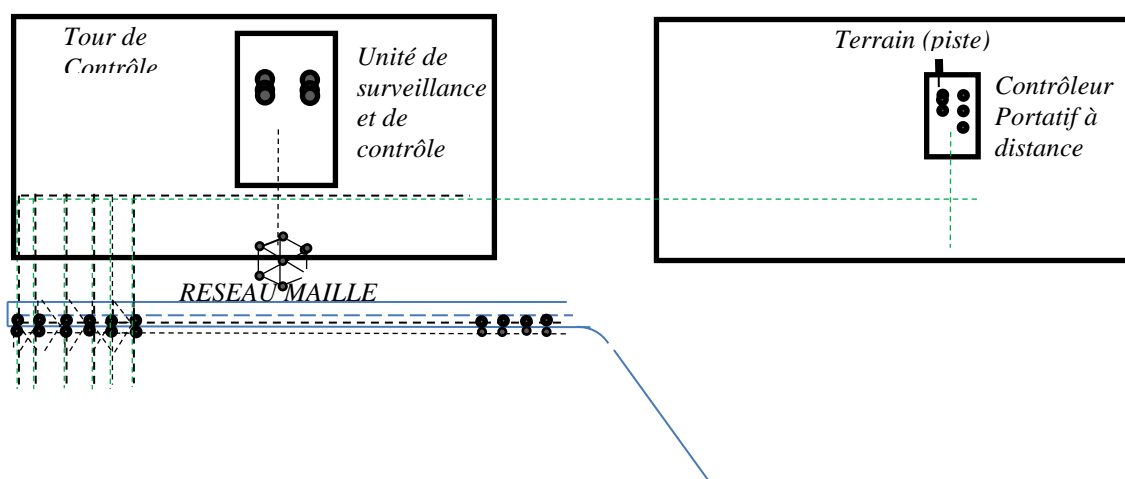 Tour de
Contrôle
Unité de
surveillance
et de
contrôle
Terrain (piste)
Contrôleur
Portatif à
distance
RESEAU MAILLE